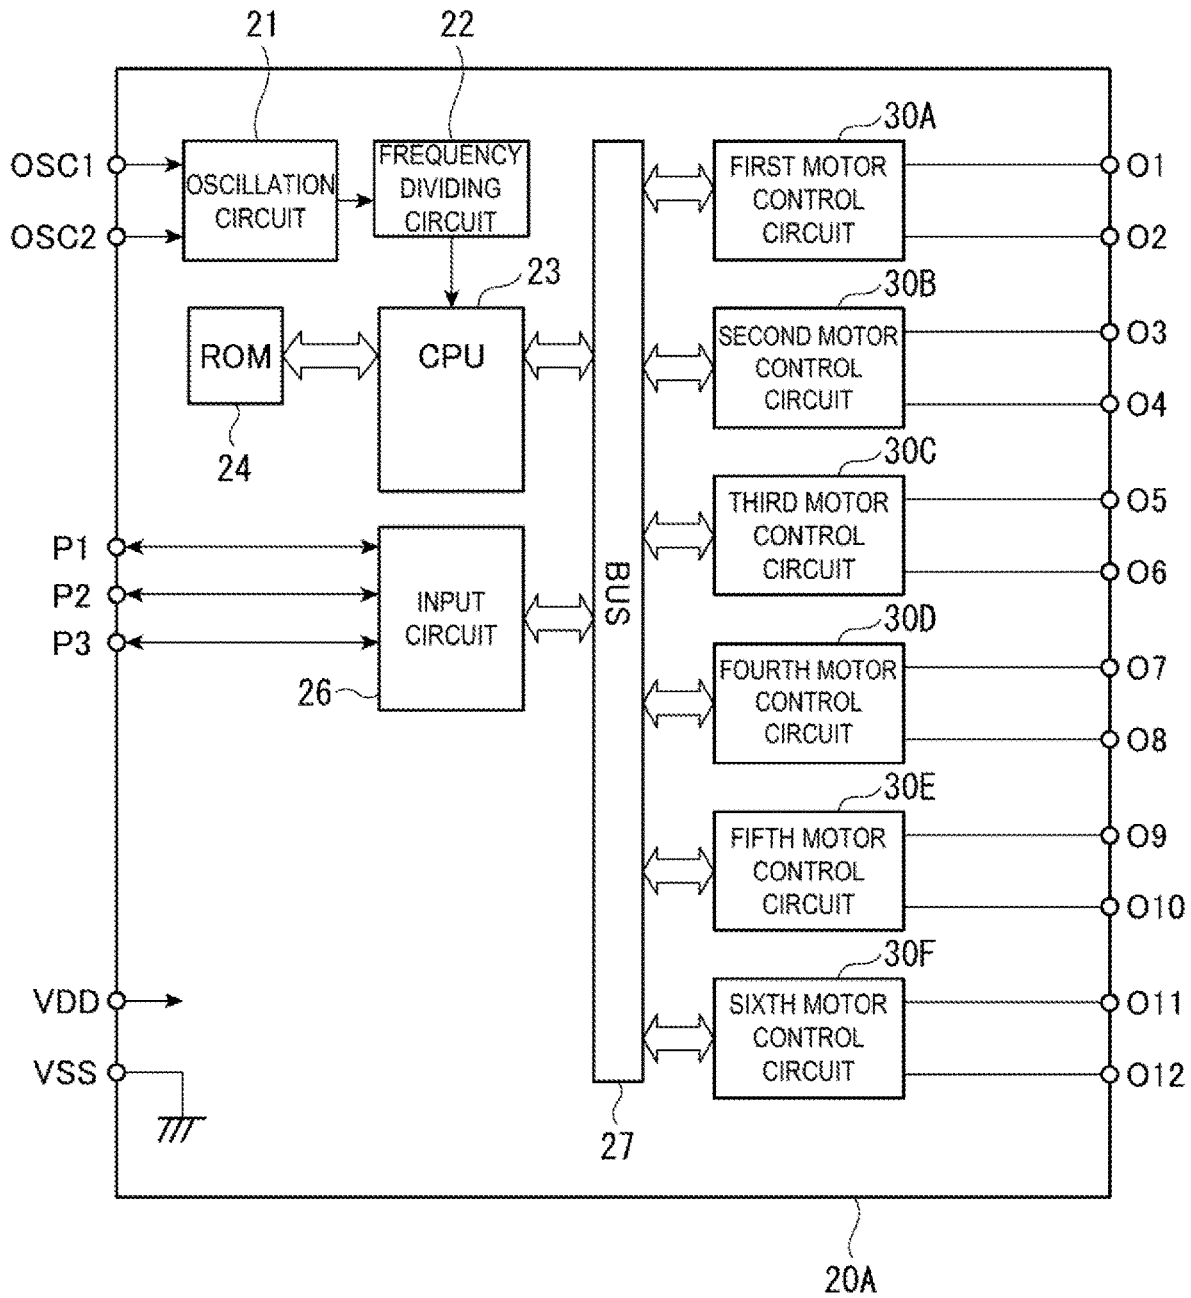 21
22
OSC1
OSC2
OSCILLATION
CIRCUIT
FREQUENCY
DIVIDING
CIRCUIT
23
ROM
CPU
24
P1
P2
P3
INPUT
CIRCUIT
26
VDD
VSS
BUS
27
30A
FIRST MOTOR
CONTROL
CIRCUIT
O1
O2
30B
SECOND MOTOR
CONTROL
CIRCUIT
O3
O4
30C
THIRD MOTOR
CONTROL
CIRCUIT
O5
O6
30D
FOURTH MOTOR
CONTROL
CIRCUIT
O7
O8
30E
FIFTH MOTOR
CONTROL
CIRCUIT
O9
O10
30F
SIXTH MOTOR
CONTROL
CIRCUIT
O11
O12
20A